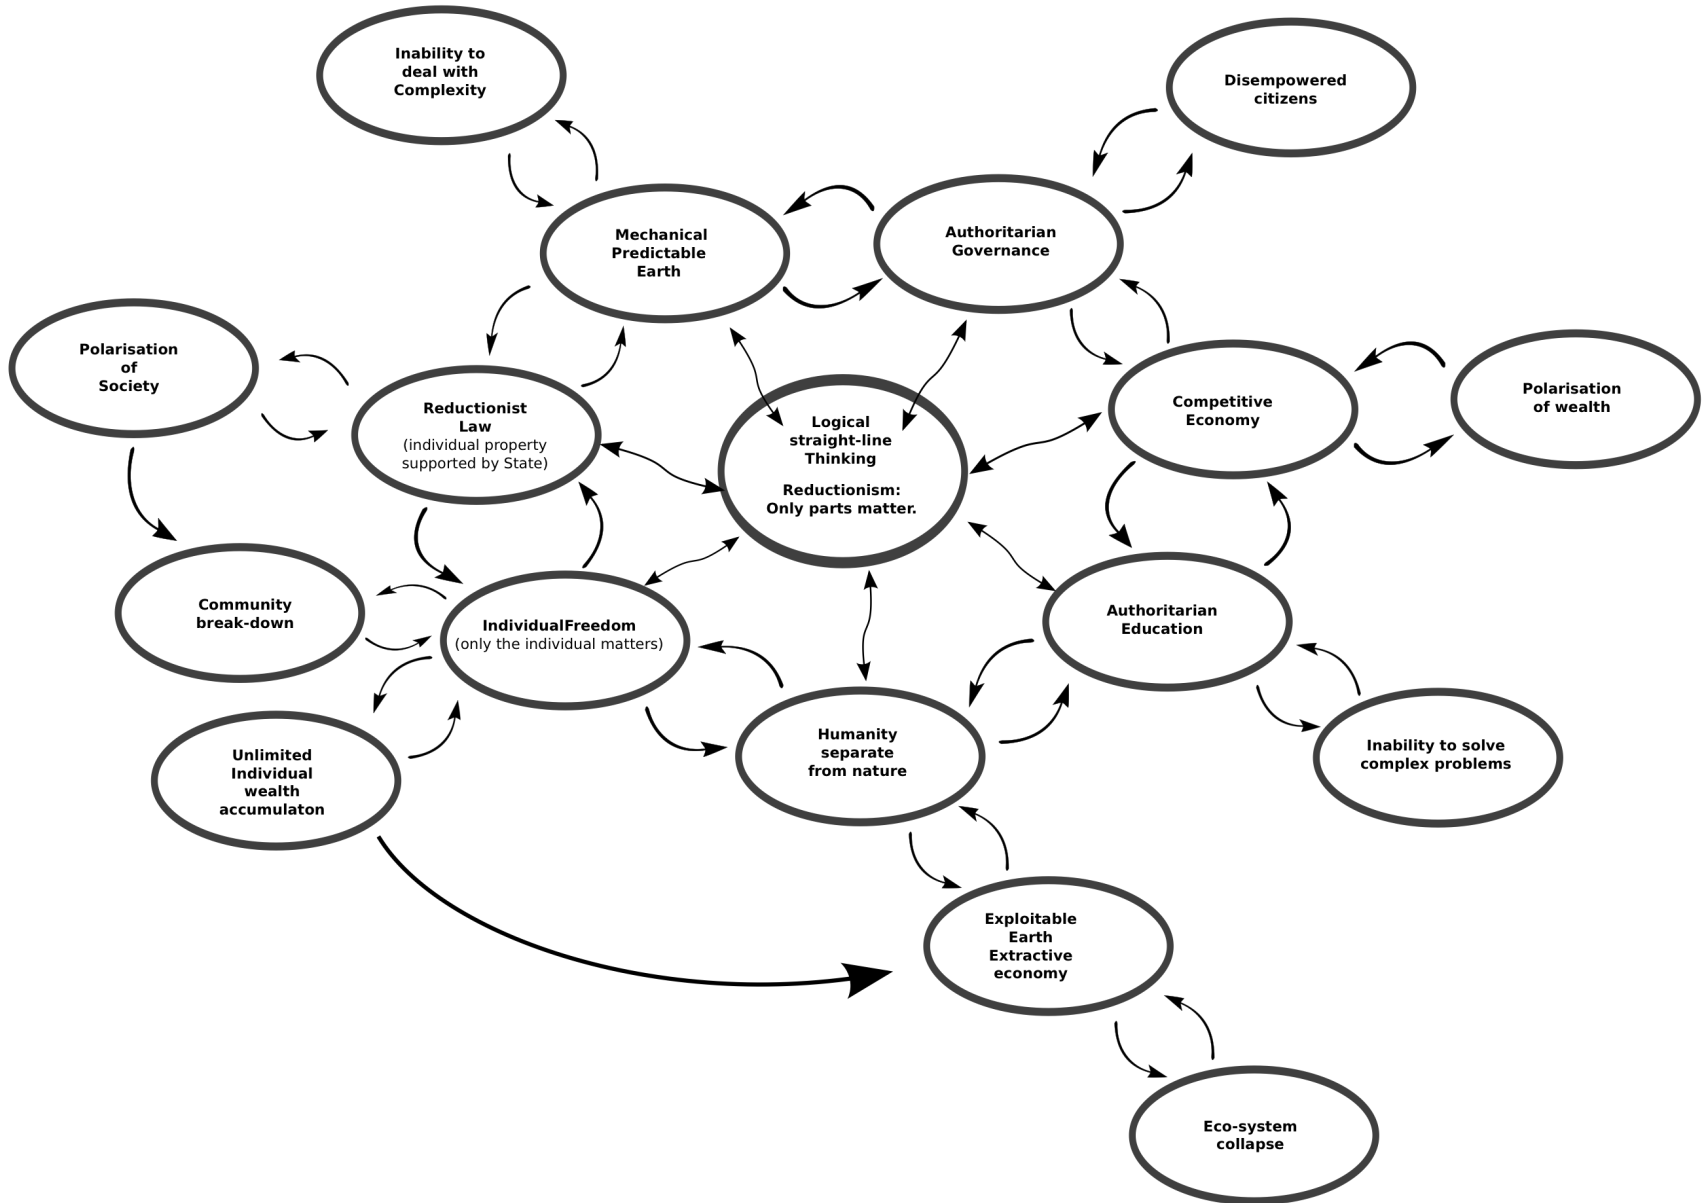 Inability to
deal with
Complexity
Disempowered
citizens
Mechanical
Predictable
Earth
Authoritarian
Governance
Polarisation
of
Society
Reductionist
Law
(individual property
supported by State)
Logical
straight-line
Thinking
Reductionism:
Only parts matter.
Competitive
Economy
Polarisation
of wealth
Community
break-down
IndividualFreedom
(only the individual matters)
Authoritarian
Education
Unlimited
Individual
wealth
accumulaton
Humanity
separate
from nature
Inability to solve
complex problems
Exploitable
Earth
Extractive
economy
Eco-system
collapse